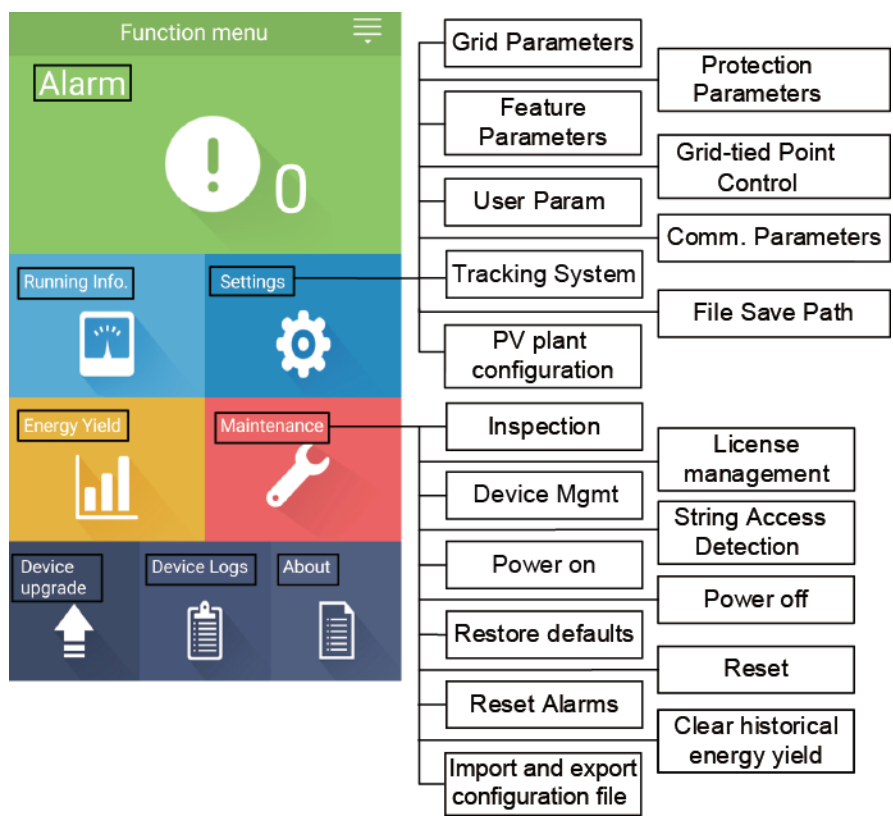 Function menu
Alarm
0
Running Info.
Settings
Energy Yield
Maintenance
Device
upgrade
Device Logs
About
Grid Parameters
Protection
Parameters
Feature
Parameters
Grid-tied Point
Control
User Param
Comm. Parameters
Tracking System
File Save Path
PV plant
configuration
Inspection
License
management
Device Mgmt
String Access
Detection
Power on
Power off
Restore defaults
Reset
Reset Alarms
Clear historical
energy yield
Import and export
configuration file